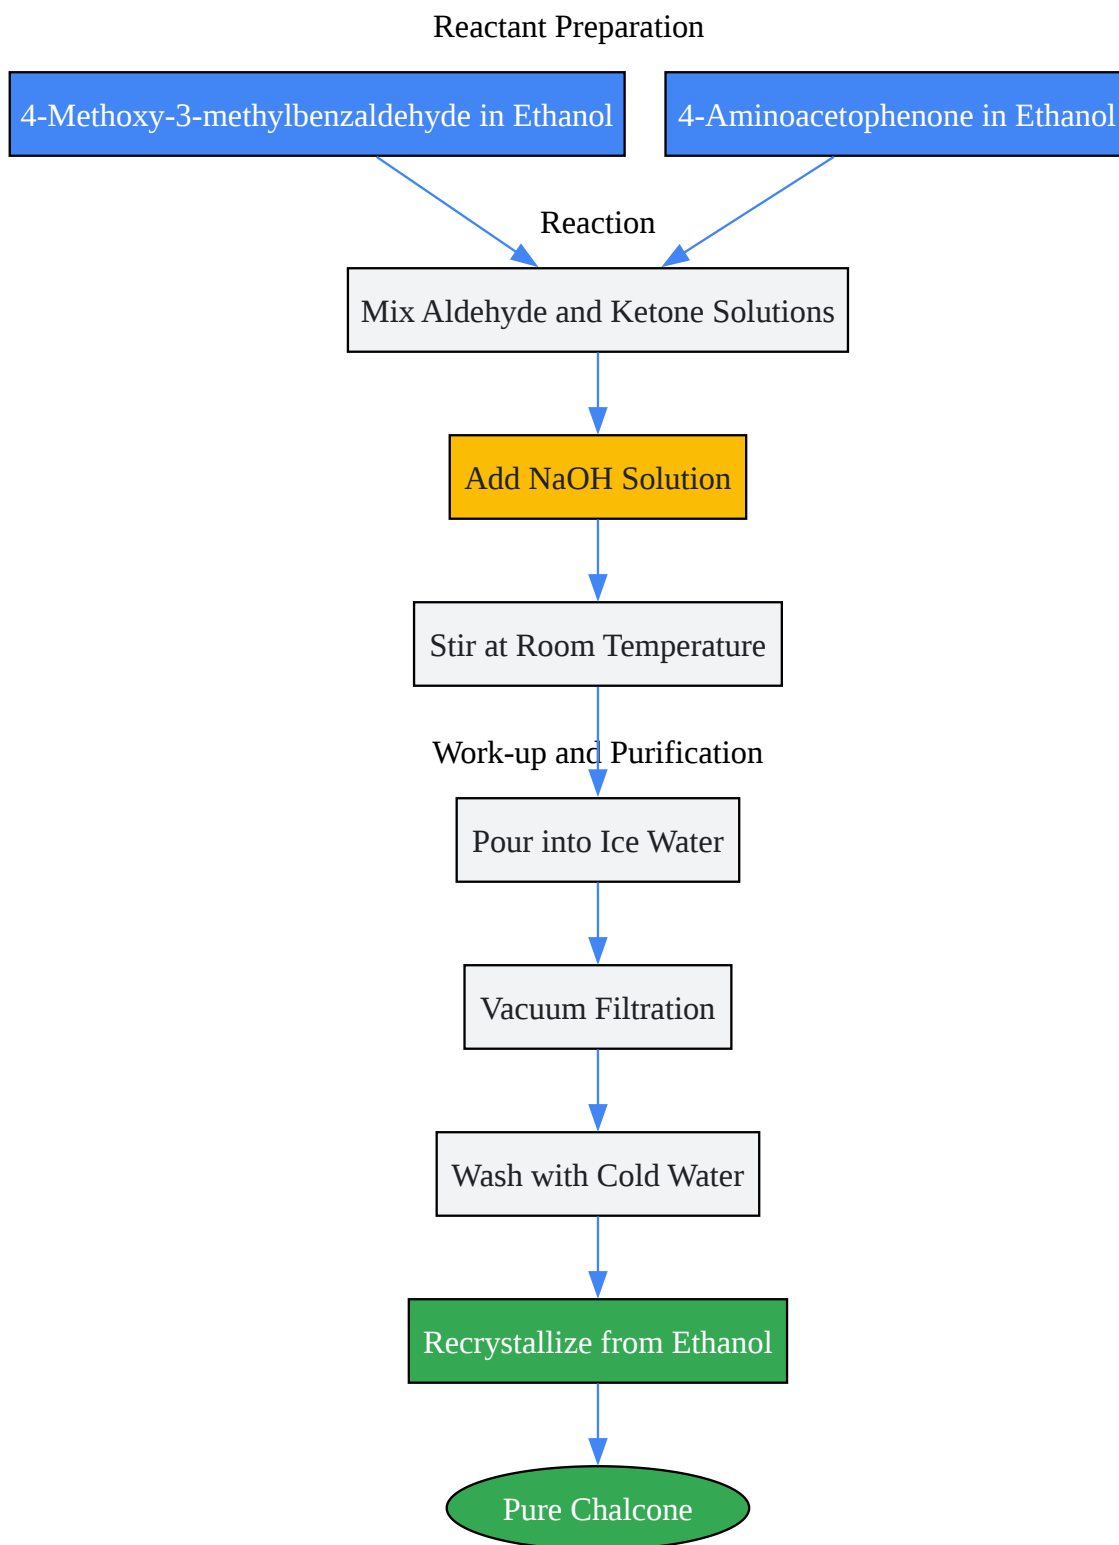 Reactant Preparation
4-Methoxy-3-methylbenzaldehyde in Ethanol
4-Aminoacetophenone in Ethanol
Reaction
Mix Aldehyde and Ketone Solutions
Add NaOH Solution
Stir at Room Temperature
Work-up and Purification
Pour into Ice Water
Vacuum Filtration
Wash with Cold Water
Recrystallize from Ethanol
Pure Chalcone